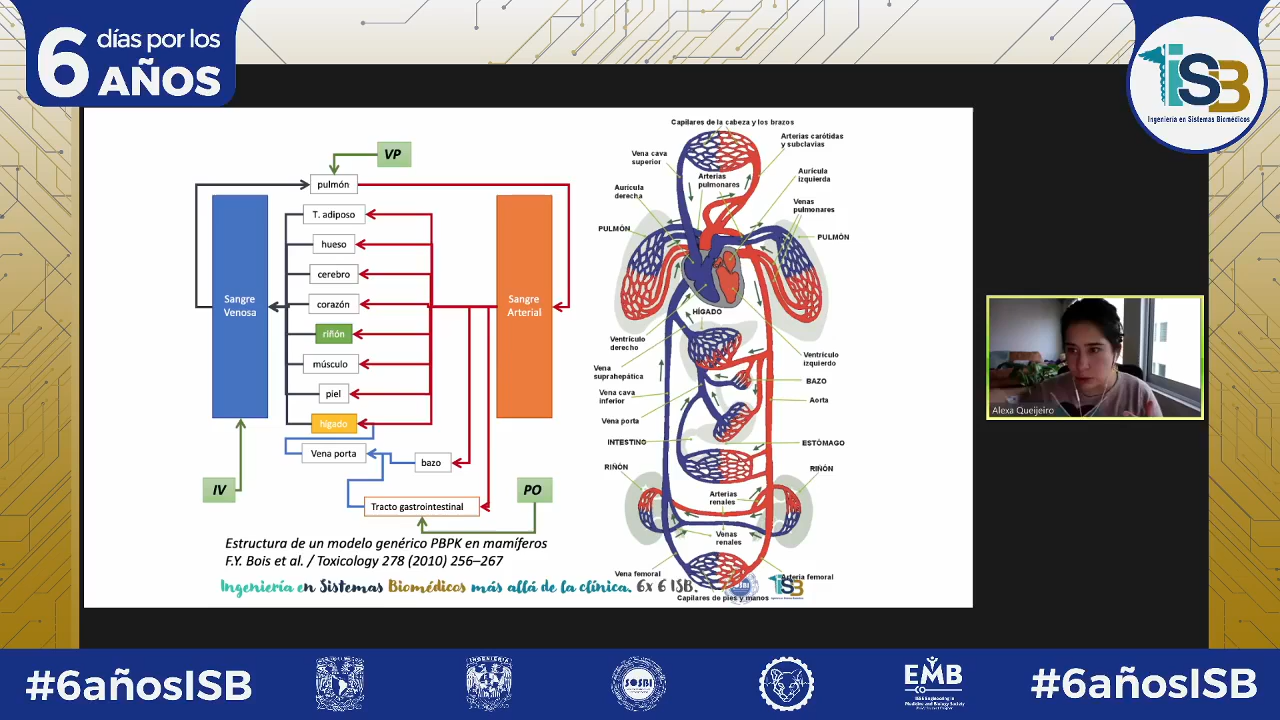 6 días por los
AÑOS
iSB
Ingeniería en Sistemas Biomédicos
VP
pulmón
T. adiposo
hueso
cerebro
corazón
riñón
músculo
piel
hígado
Vena porta
bazo
Tracto gastrointestinal
Sangre
Venosa
Sangre
Arterial
IV
PO
Estructura de un modelo genérico PBPK en mamíferos
F.Y. Bois et al. / Toxicology 278 (2010) 256–267
Ingeniería en Sistemas Biomédicos más allá de la clínica. 6x 6 ISB.
Capilares de la cabeza y los brazos
Arterias carótidas
y subclavias
Vena cava
superior
Arterias
pulmonares
Aurícula
izquierda
Aurícula
derecha
Venas
pulmonares
PULMÓN
PULMÓN
HÍGADO
Ventrículo
derecho
Ventrículo
izquierdo
Vena
suprahepática
BAZO
Vena cava
inferior
Aorta
Vena porta
INTESTINO
ESTÓMAGO
RIÑÓN
RIÑÓN
Arterias
renales
Venas
renales
Vena femoral
Arteria femoral
Capilares de pies y manos
iSB
Alexa Queijeiro
#6añosISB
INGENIERÍA
SOSBI
EMB
IEEE Engineering in
Medicine and Biology Society
#6añosISB